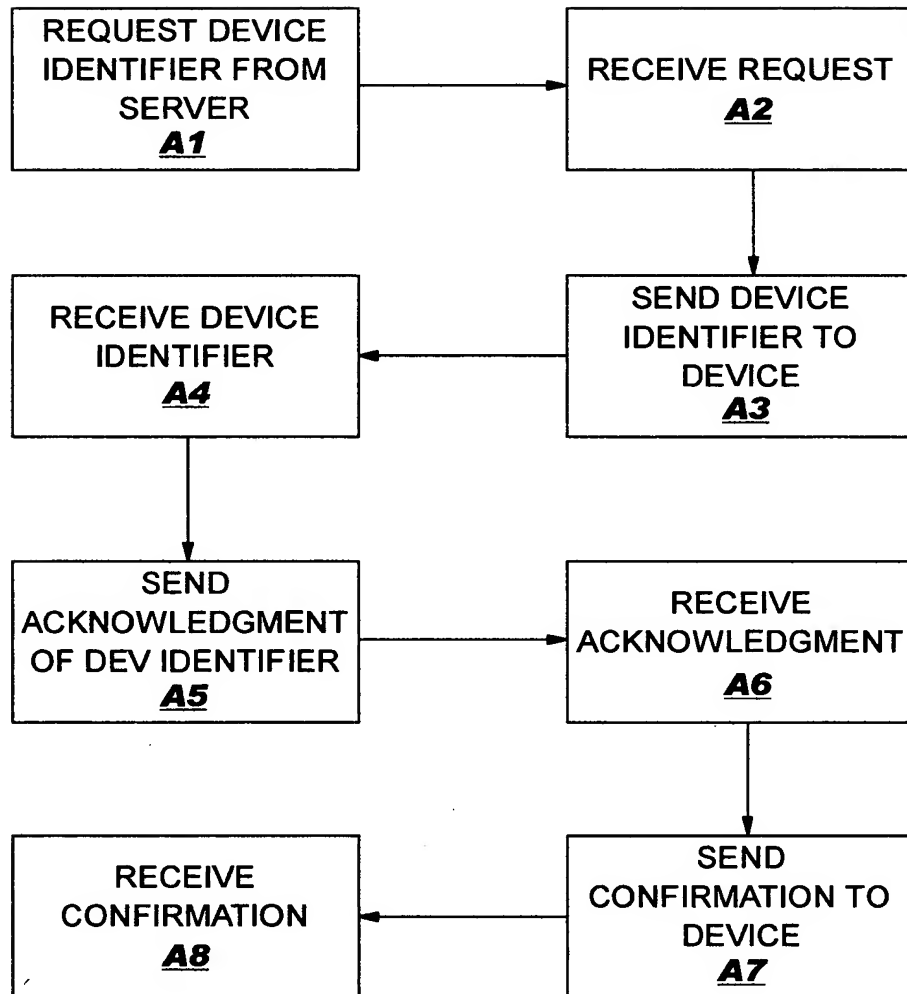 REQUEST DEVICE
IDENTIFIER FROM
SERVER
A1
RECEIVE REQUEST
A2
SEND DEVICE
IDENTIFIER TO
DEVICE
A3
RECEIVE DEVICE
IDENTIFIER
A4
SEND
ACKNOWLEDGMENT
OF DEV IDENTIFIER
A5
RECEIVE
ACKNOWLEDGMENT
A6
SEND
CONFIRMATION TO
DEVICE
A7
RECEIVE
CONFIRMATION
A8